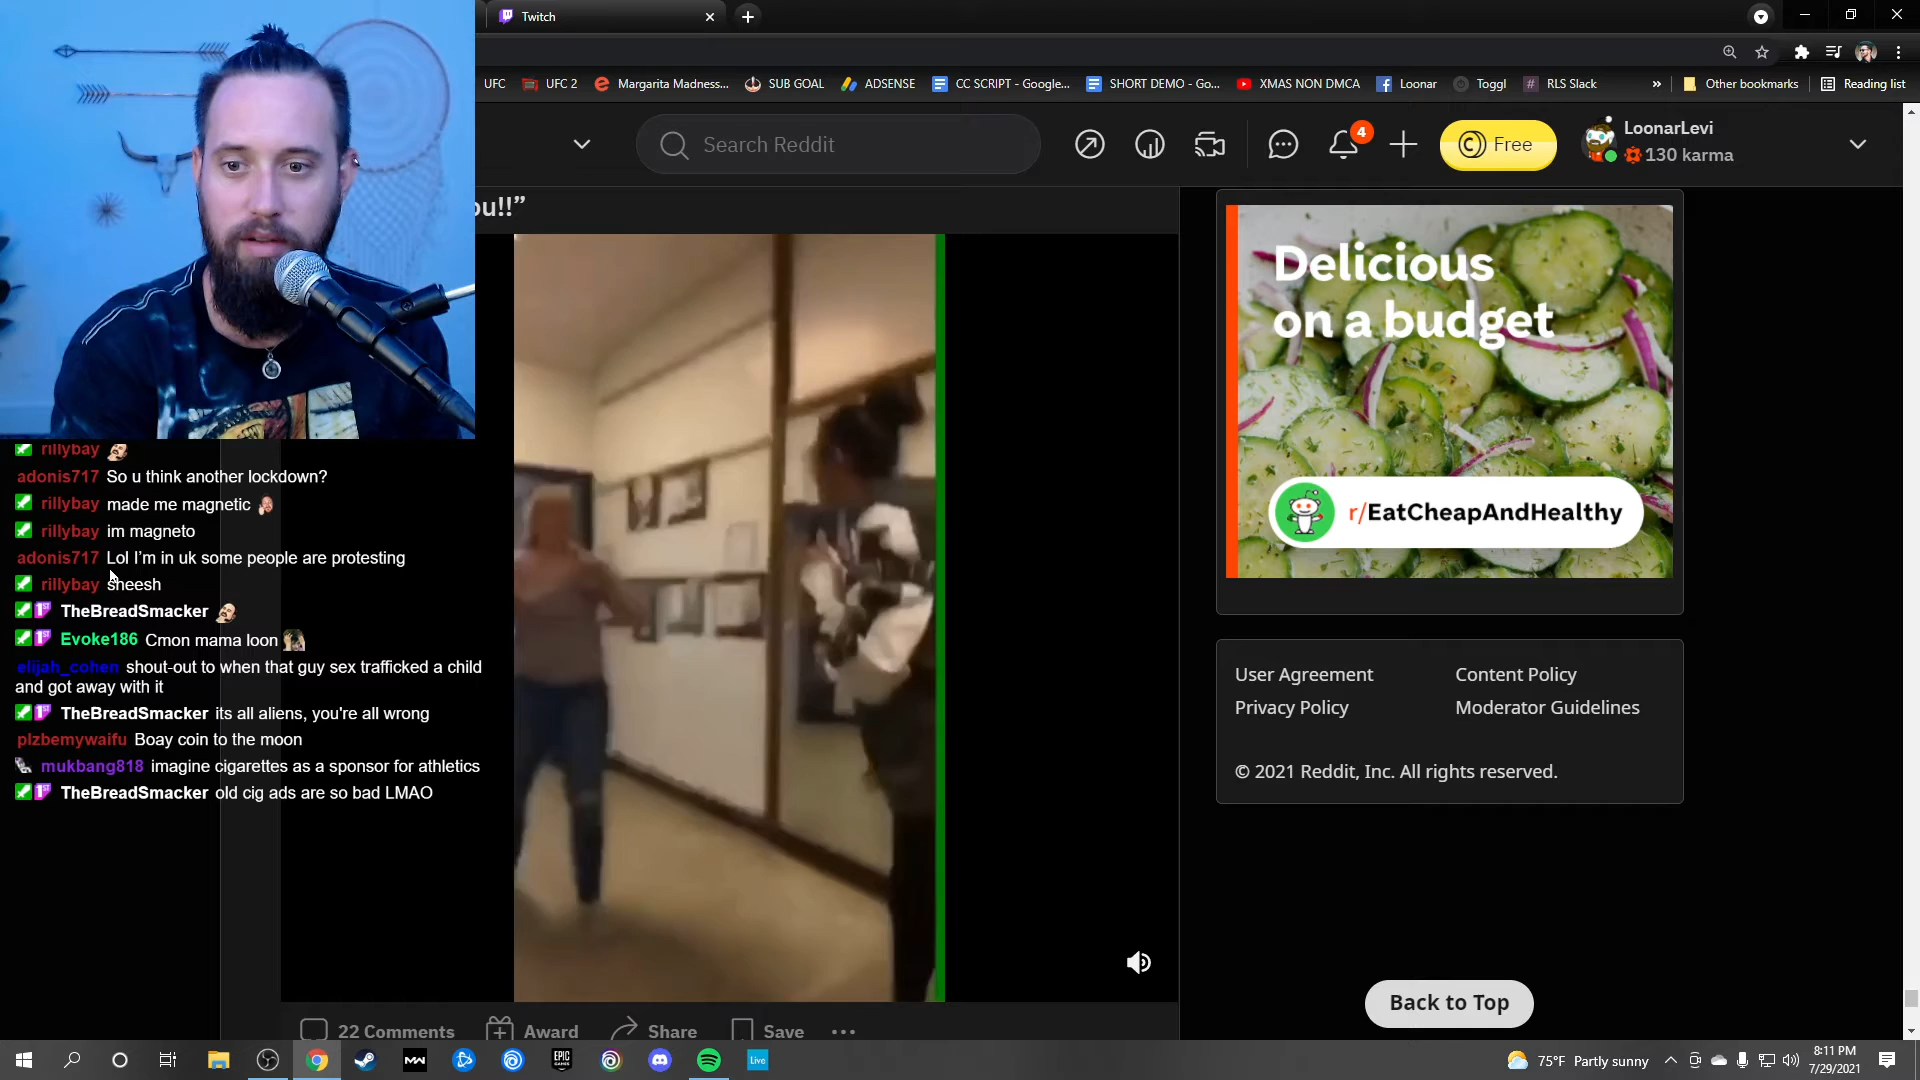 Twitch
UFC UFC 2 Margarita Madness... SUB GOAL ADSENSE CC SCRIPT - Google... SHORT DEMO - Go... XMAS NON DMCA Loonar Toggl RLS Slack » Other bookmarks Reading list
Search Reddit
4
Free
LoonarLevi
130 karma
ou!!”
Delicious
on a budget
r/EatCheapAndHealthy
rillybay
adonis717 So u think another lockdown?
rillybay made me magnetic
rillybay im magneto
adonis717 Lol I’m in uk some people are protesting
rillybay sheesh
TheBreadSmacker
Evoke186 Cmon mama loon
elijah_cohen shout-out to when that guy sex trafficked a child
and got away with it
TheBreadSmacker its all aliens, you're all wrong
plzbemywaifu Boay coin to the moon
mukbang818 imagine cigarettes as a sponsor for athletics
TheBreadSmacker old cig ads are so bad LMAO
User Agreement Content Policy
Privacy Policy Moderator Guidelines
© 2021 Reddit, Inc. All rights reserved.
Back to Top
22 Comments Award Share Save
EPIC GAMES
Live
75°F Partly sunny
8:11 PM
7/29/2021